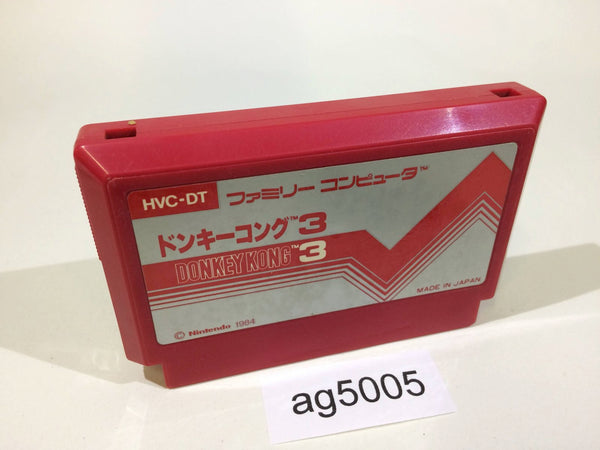 HVC-DT ファミリー コンピュータ™
ドンキーコング™3
DONKEY KONG™3
MADE IN JAPAN
© Nintendo 1984
ag5005